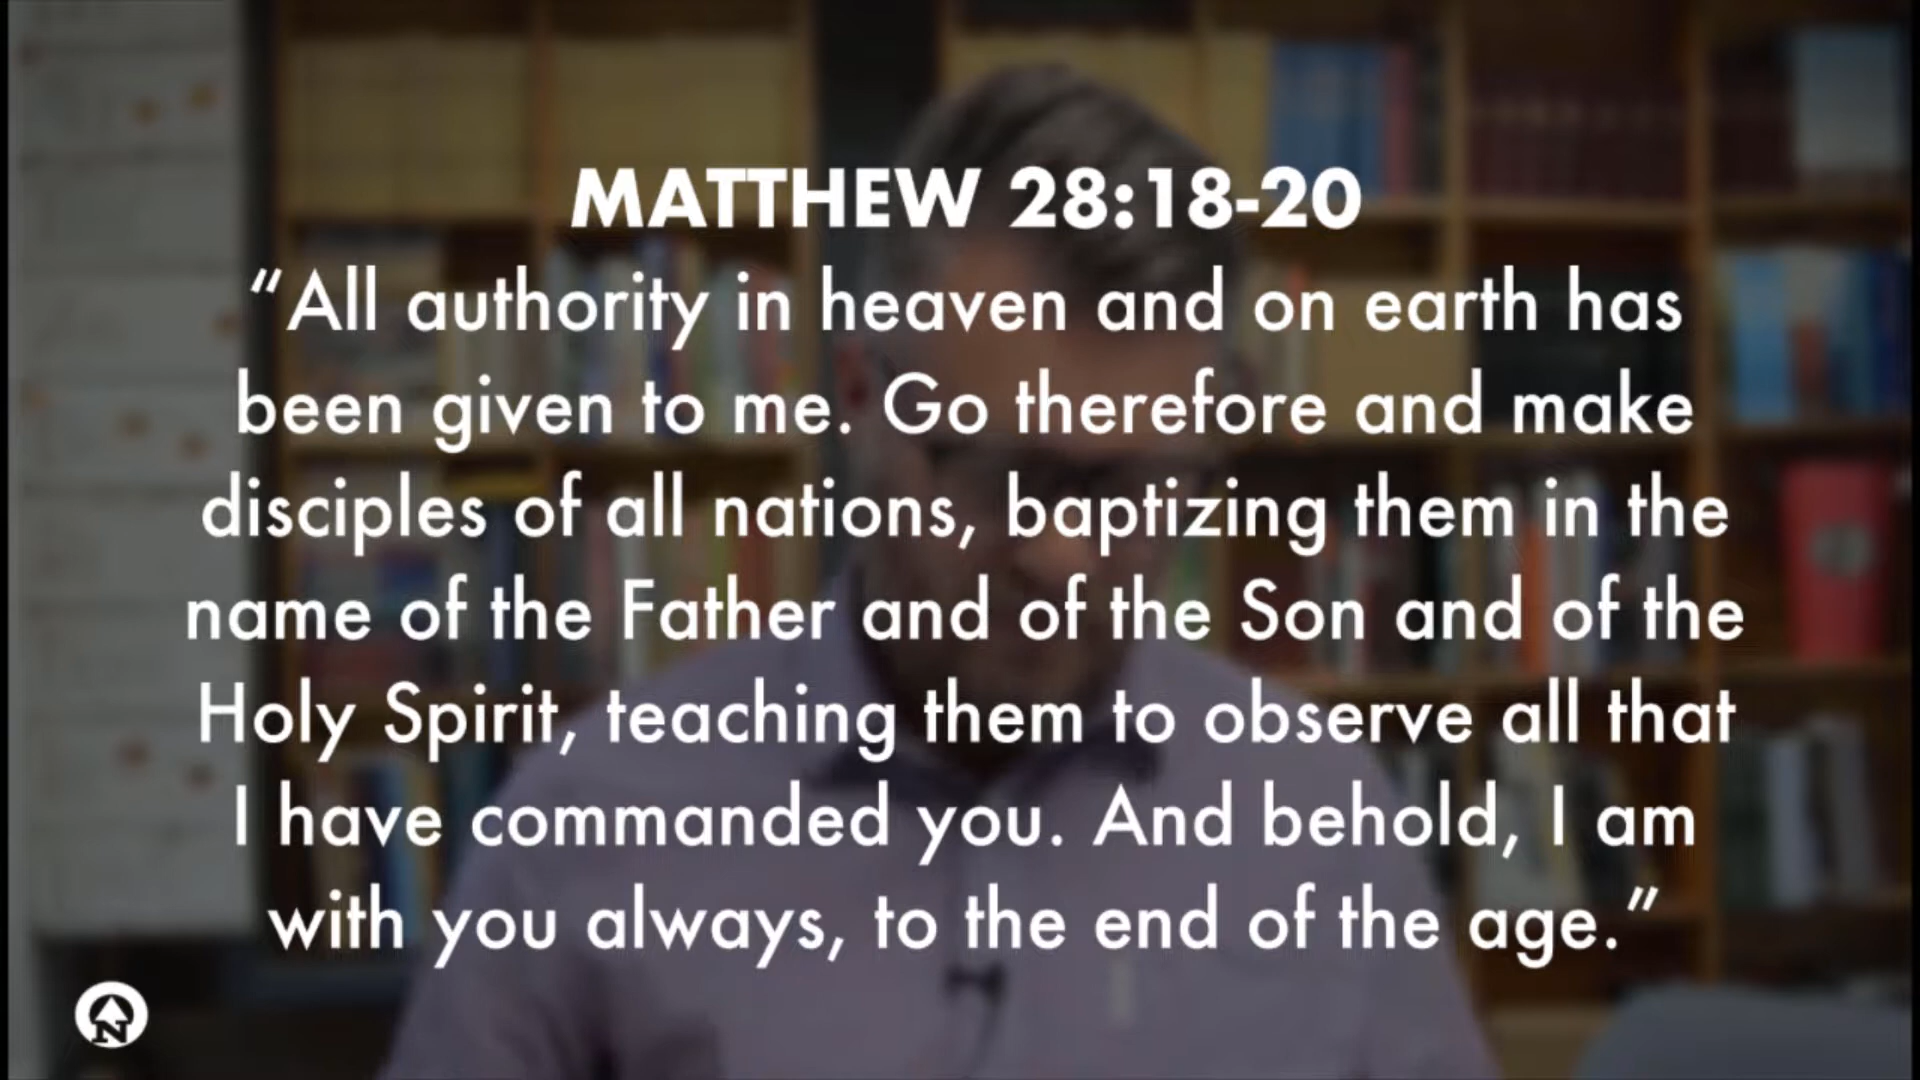 MATTHEW 28:18-20
“All authority in heaven and on earth has
been given to me. Go therefore and make
disciples of all nations, baptizing them in the
name of the Father and of the Son and of the
Holy Spirit, teaching them to observe all that
I have commanded you. And behold, I am
with you always, to the end of the age.”
N